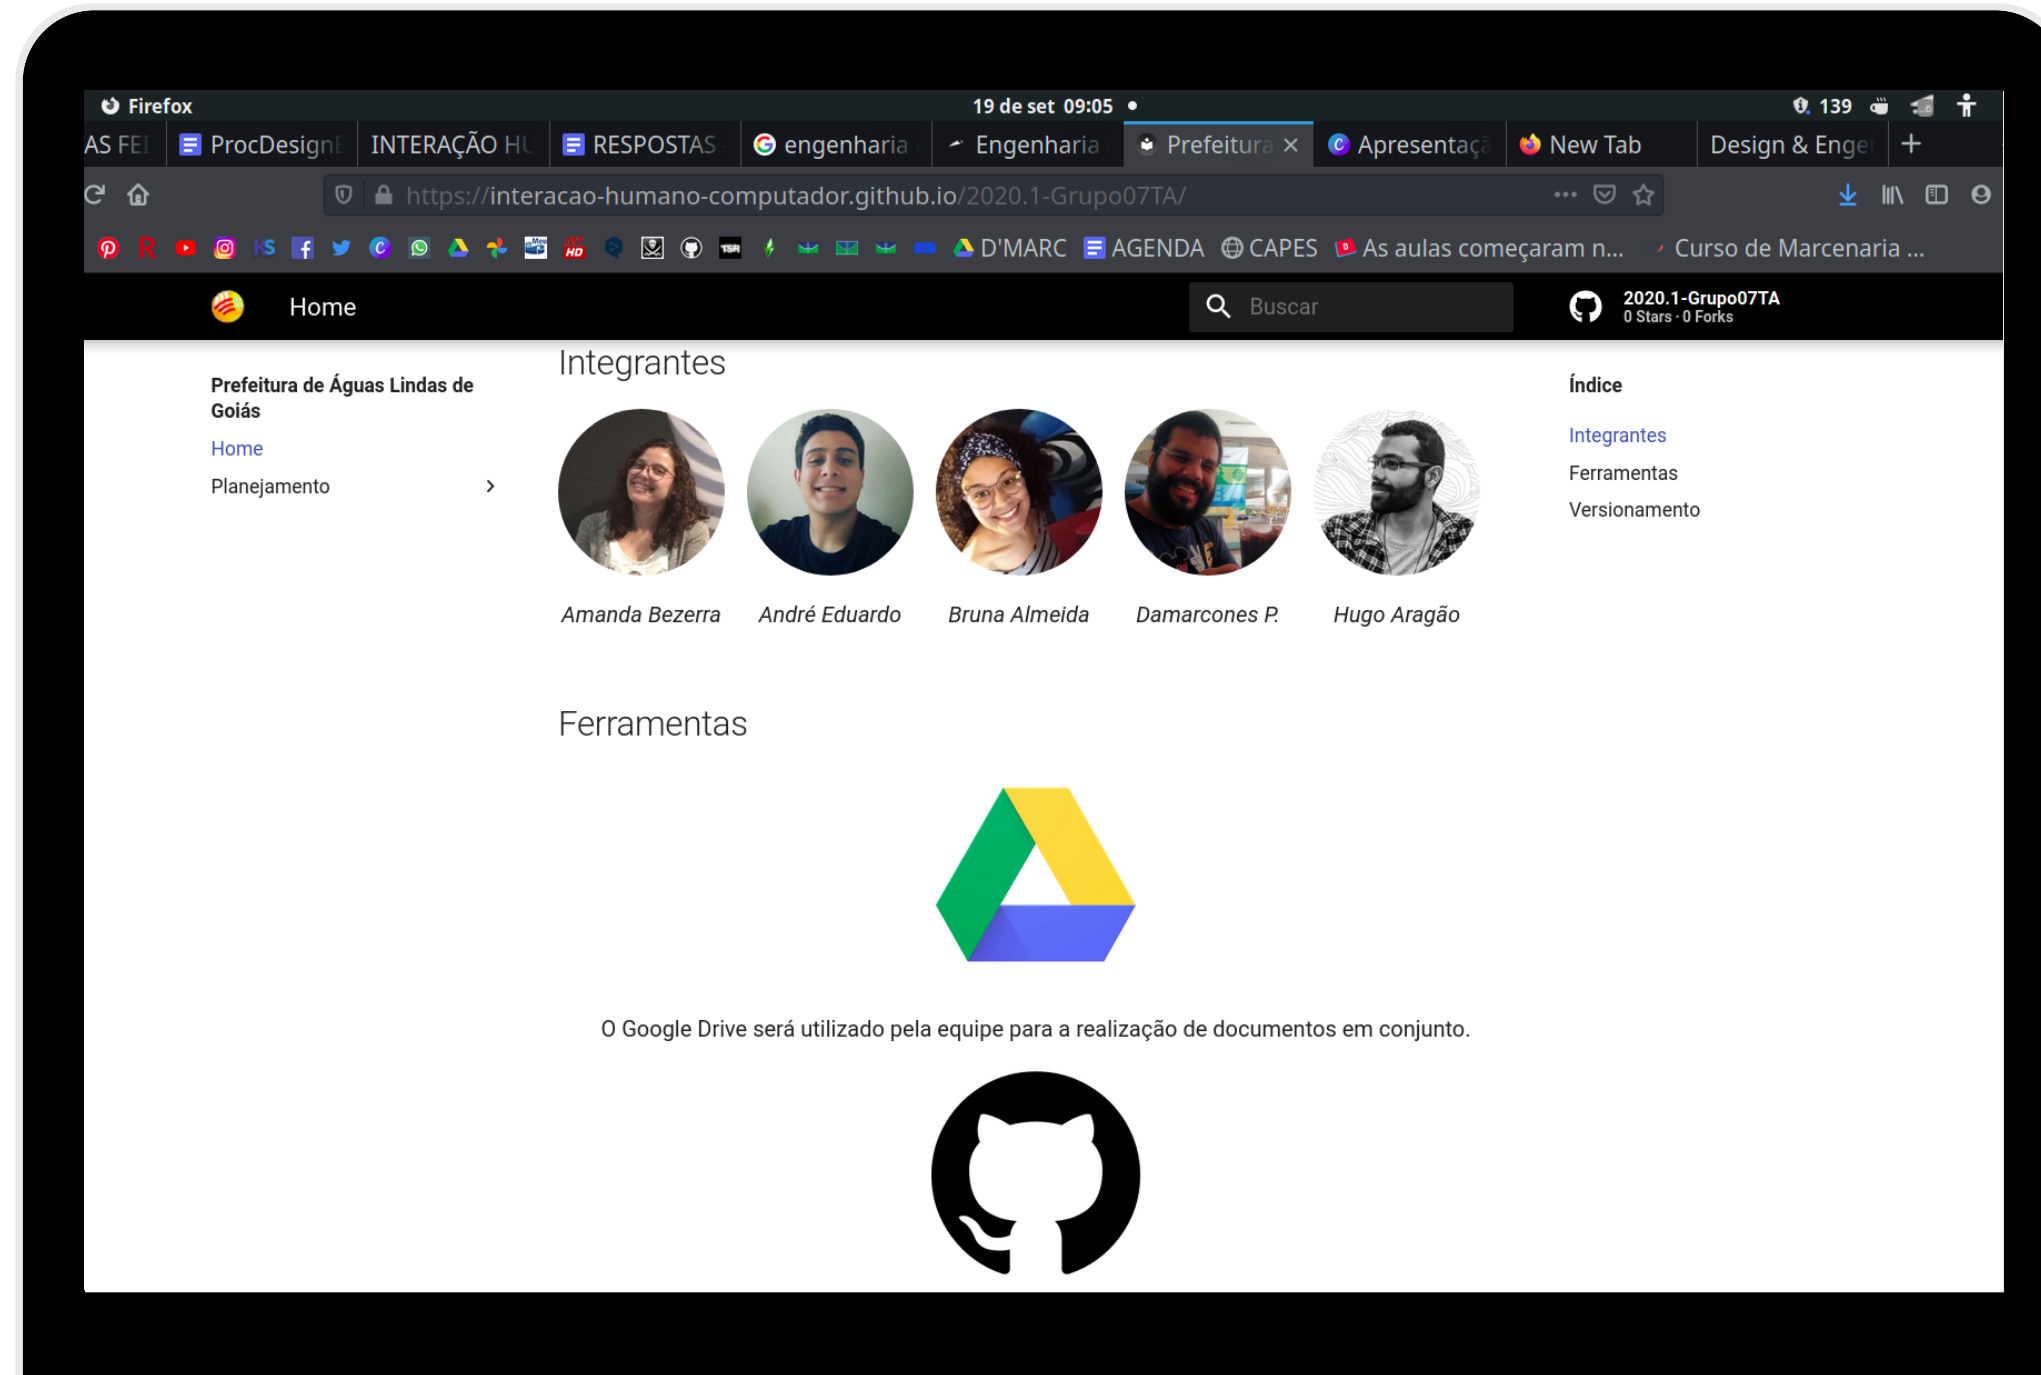 Firefox
19 de set 09:05
139
AS FEI
ProcDesign
INTERAÇÃO HU
RESPOSTAS
engenharia
Engenharia
Prefeitura
Apresentaçã
New Tab
Design & Enge
https://interacao-humano-computador.github.io/2020.1-Grupo07TA/
D'MARC
AGENDA
CAPES
As aulas começaram n...
Curso de Marcenaria ...
Home
Buscar
2020.1-Grupo07TA
0 Stars · 0 Forks
Prefeitura de Águas Lindas de
Goiás
Home
Planejamento
Integrantes
Amanda Bezerra
André Eduardo
Bruna Almeida
Damarcones P.
Hugo Aragão
Ferramentas
O Google Drive será utilizado pela equipe para a realização de documentos em conjunto.
Índice
Integrantes
Ferramentas
Versionamento